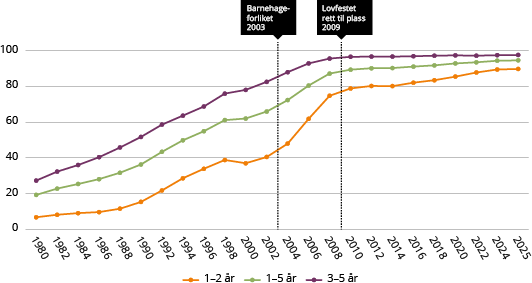 Barnehage-
forliket
2003
Lovfestet
rett til plass
2009
100
80
60
40
20
0
1980 1982 1984 1986 1988 1990 1992 1994 1996 1998 2000 2002 2004 2006 2008 2010 2012 2014 2016 2018 2020 2022 2024 2025
1–2 år 1–5 år 3–5 år